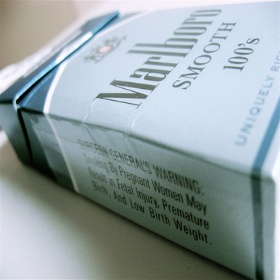 Marlboro
SMOOTH
100's
UNIQUELY
SURGEON GENERAL'S WARNING:
Smoking By Pregnant Women May
Result in Fetal Injury, Premature
Birth, And Low Birth Weight.